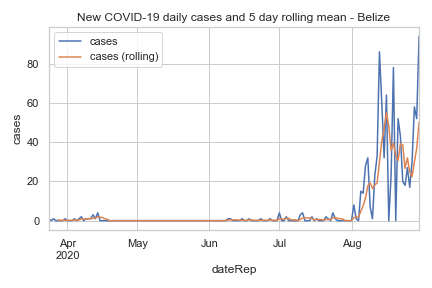 New COVID-19 daily cases and 5 day rolling mean - Belize
cases
cases (rolling)
80
60
40
20
0
cases
Apr
2020
May
Jun
Jul
Aug
dateRep